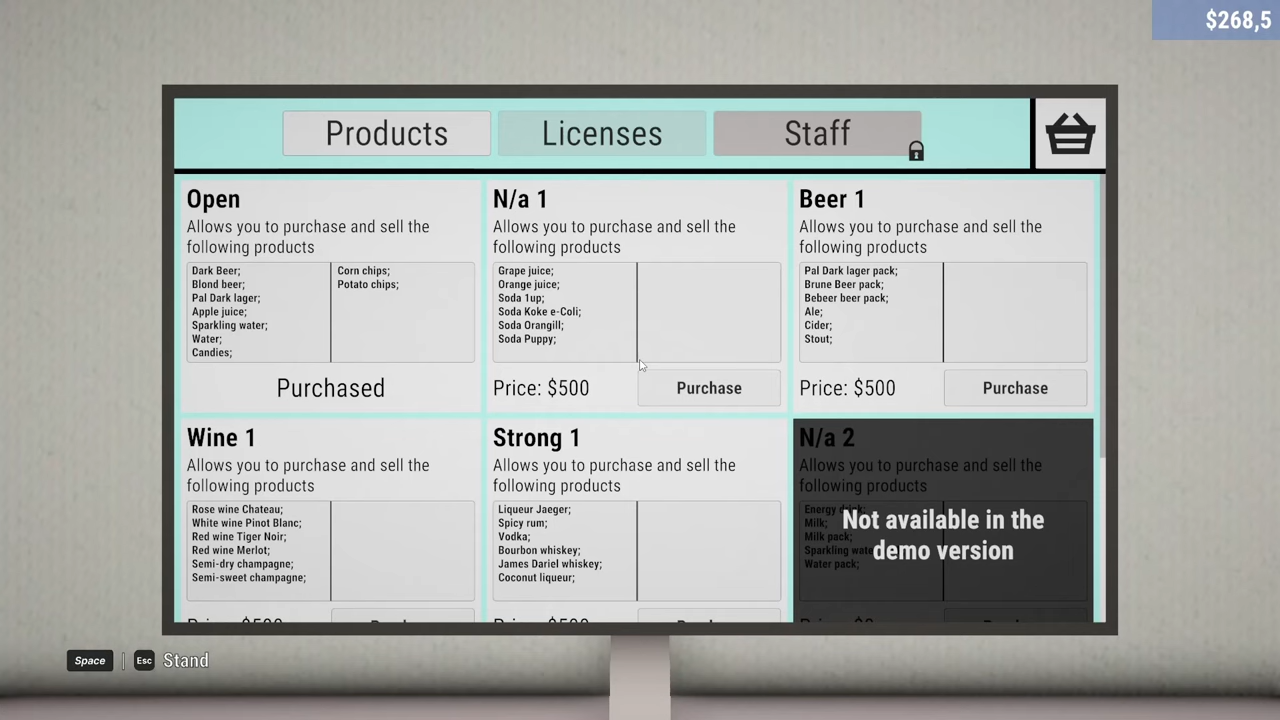 $268,5
Products
Licenses
Staff
Open
Allows you to purchase and sell the
following products
Dark Beer;
Blond beer;
Pal Dark lager;
Apple juice;
Sparkling water;
Water;
Candies;
Corn chips;
Potato chips;
Purchased
N/a 1
Allows you to purchase and sell the
following products
Grape juice;
Orange juice;
Soda 1up;
Soda Koke e-Coli;
Soda Orangill;
Soda Puppy;
Price: $500
Purchase
Beer 1
Allows you to purchase and sell the
following products
Pal Dark lager pack;
Brune Beer pack;
Bebeer beer pack;
Ale;
Cider;
Stout;
Price: $500
Purchase
Wine 1
Allows you to purchase and sell the
following products
Rose wine Chateau;
White wine Pinot Blanc;
Red wine Tiger Noir;
Red wine Merlot;
Semi-dry champagne;
Semi-sweet champagne;
Strong 1
Allows you to purchase and sell the
following products
Liqueur Jaeger;
Spicy rum;
Vodka;
Bourbon whiskey;
James Dariel whiskey;
Coconut liqueur;
N/a 2
Allows you to purchase and sell the
following products
Energy
Milk;
Milk pack;
Sparkling
Water pack;
Not available in the
demo version
Space | Esc Stand